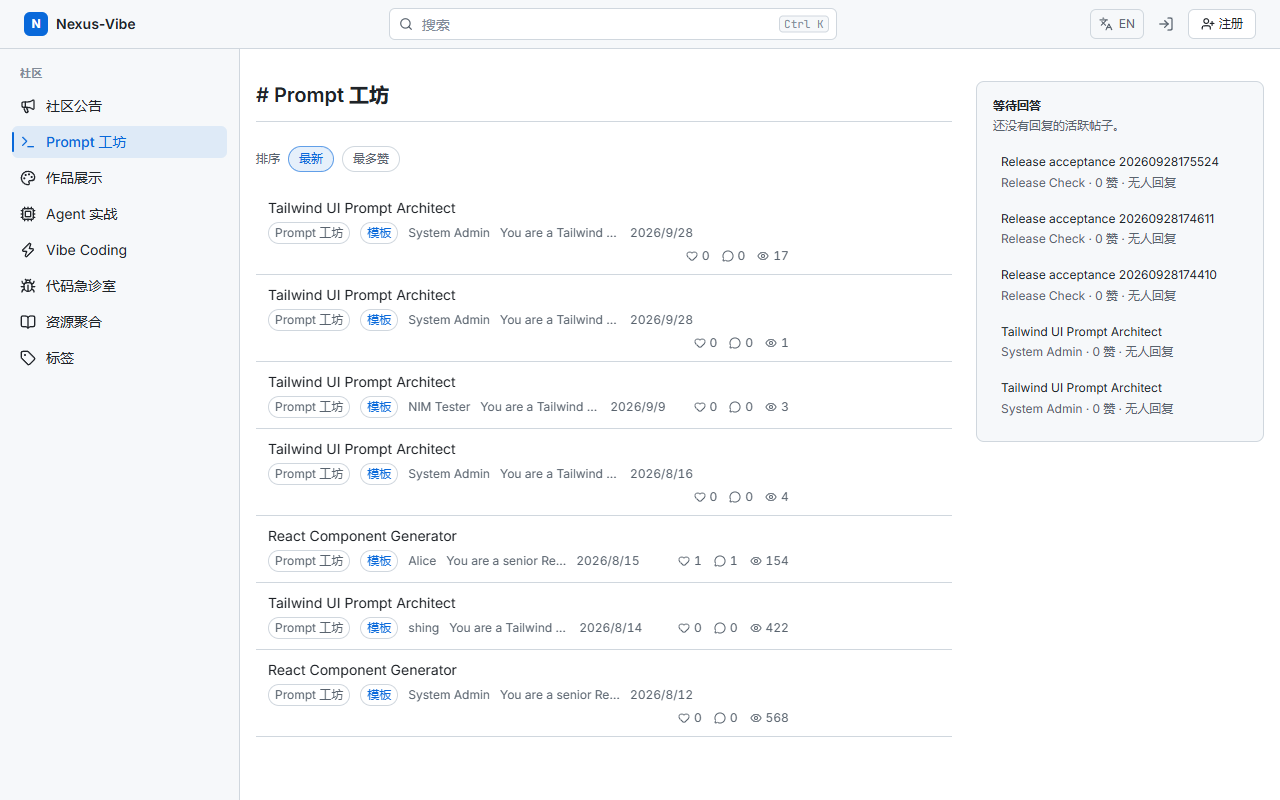 N Nexus-Vibe
搜索 Ctrl K
EN
注册
社区
社区公告
Prompt 工坊
作品展示
Agent 实战
Vibe Coding
代码急诊室
资源聚合
标签
# Prompt 工坊
排序 最新 最多赞
Tailwind UI Prompt Architect
Prompt 工坊 模板 System Admin You are a Tailwind ... 2026/9/28
0 0 17
Tailwind UI Prompt Architect
Prompt 工坊 模板 System Admin You are a Tailwind ... 2026/9/28
0 0 1
Tailwind UI Prompt Architect
Prompt 工坊 模板 NIM Tester You are a Tailwind ... 2026/9/9 0 0 3
Tailwind UI Prompt Architect
Prompt 工坊 模板 System Admin You are a Tailwind ... 2026/8/16
0 0 4
React Component Generator
Prompt 工坊 模板 Alice You are a senior Re... 2026/8/15 1 1 154
Tailwind UI Prompt Architect
Prompt 工坊 模板 shing You are a Tailwind ... 2026/8/14 0 0 422
React Component Generator
Prompt 工坊 模板 System Admin You are a senior Re... 2026/8/12
0 0 568
等待回答
还没有回复的活跃帖子。
Release acceptance 20260928175524
Release Check · 0 赞 · 无人回复
Release acceptance 20260928174611
Release Check · 0 赞 · 无人回复
Release acceptance 20260928174410
Release Check · 0 赞 · 无人回复
Tailwind UI Prompt Architect
System Admin · 0 赞 · 无人回复
Tailwind UI Prompt Architect
System Admin · 0 赞 · 无人回复